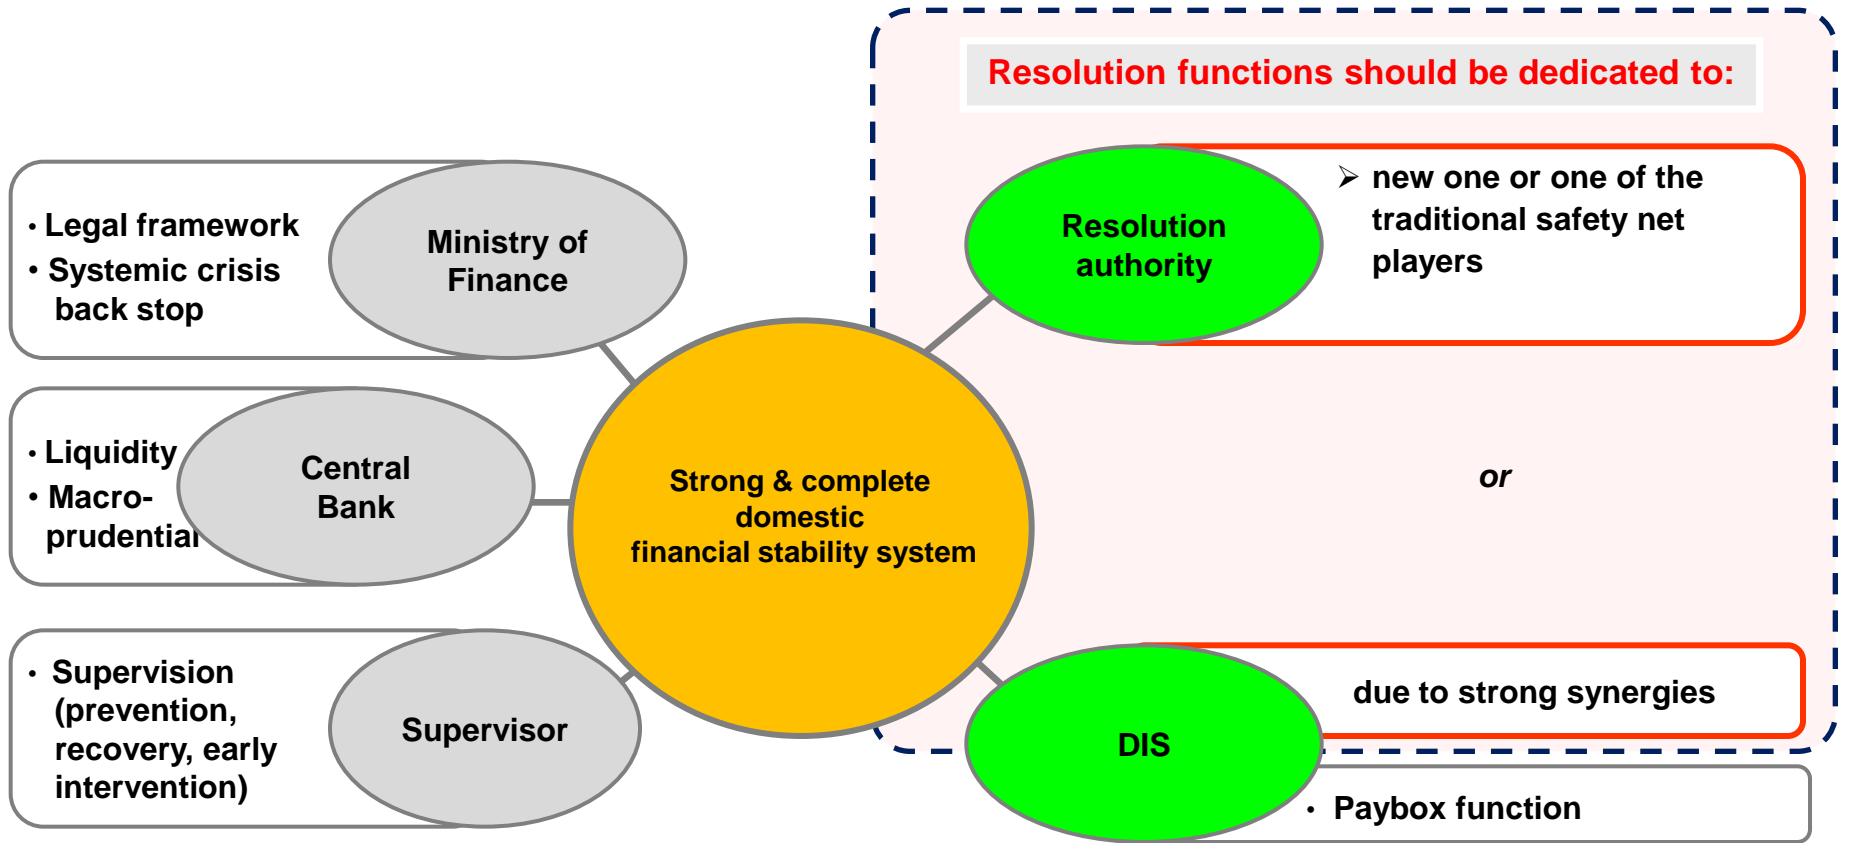 Resolution functions should be dedicated to:
• Legal framework
• Systemic crisis
back stop
Ministry of
Finance
Resolution
authority
➢ new one or one of the
traditional safety net
players
• Liquidity
• Macro-
prudential
Central
Bank
Strong & complete
domestic
financial stability system
or
• Supervision
(prevention,
recovery, early
intervention)
Supervisor
DIS
due to strong synergies
• Paybox function